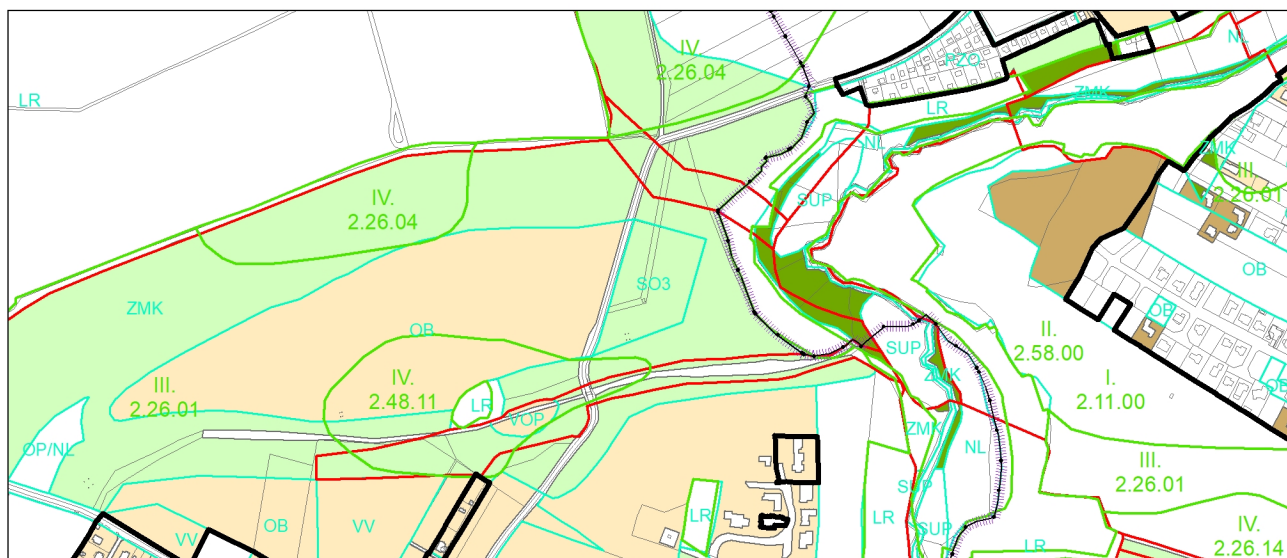 NL
IV.
2.26.04
PZO
LR
ZMK
LR
NL
ZMK
III.
2.26.01
IV.
2.26.04
SUP
OB
SO3
ZMK
OB
OB
II.
2.58.00
SUP
III.
2.26.01
IV.
2.48.11
LR
VOP
ZMK
I.
2.11.00
OB
ZMK
NL
OP/NL
III.
2.26.01
SUP
LR
LR
OB
VV
VV
SUP
LR
IV.
2.26.14